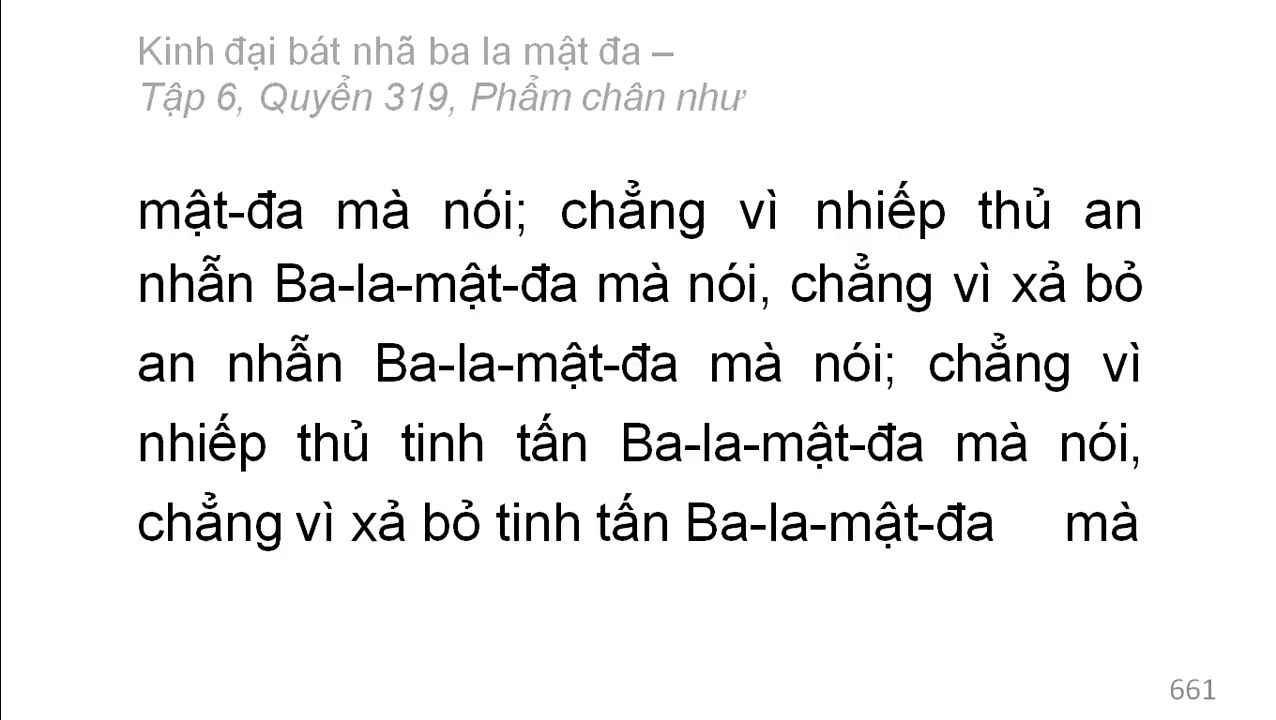 Kinh đại bát nhã ba la mật đa –
Tập 6, Quyển 319, Phẩm chân như
mật-đa mà nói; chẳng vì nhiếp thủ an
nhẫn Ba-la-mật-đa mà nói, chẳng vì xả bỏ
an nhẫn Ba-la-mật-đa mà nói; chẳng vì
nhiếp thủ tinh tấn Ba-la-mật-đa mà nói,
chẳng vì xả bỏ tinh tấn Ba-la-mật-đa mà
661